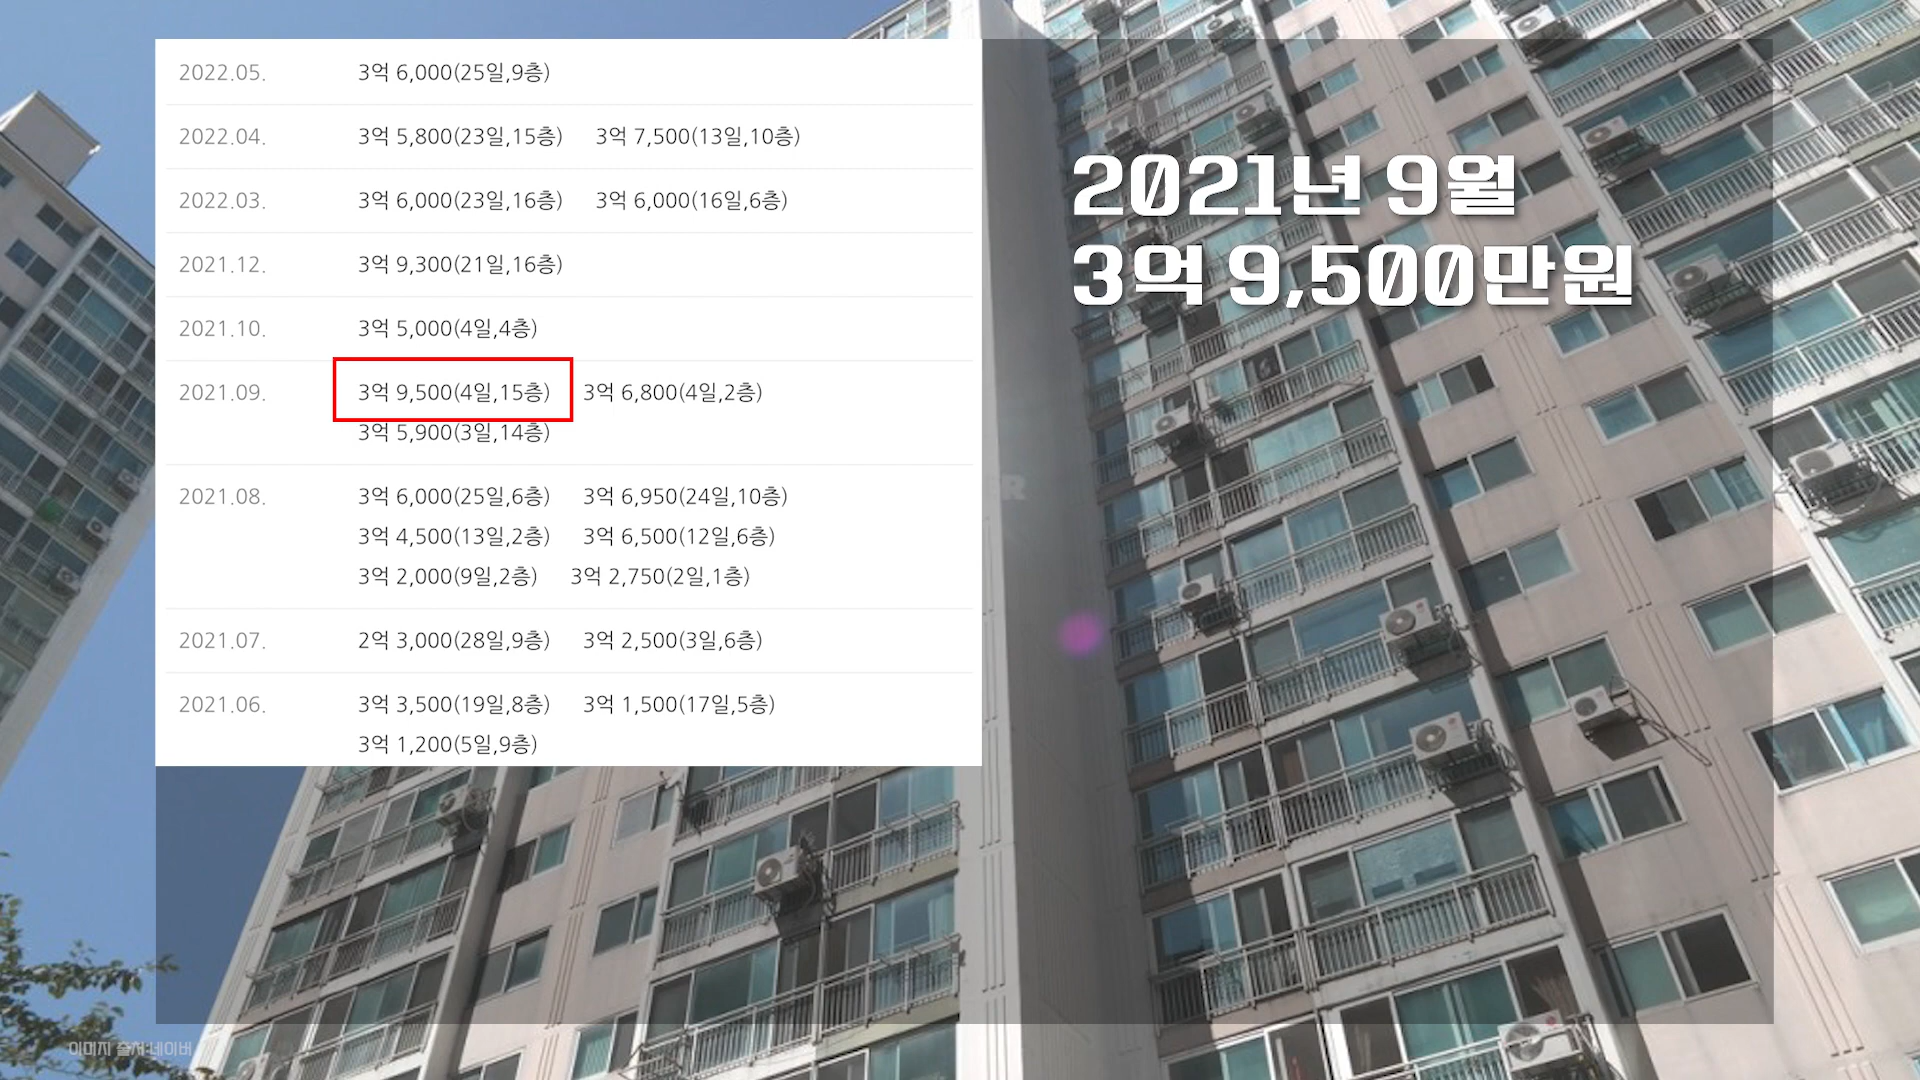 2022.05. 3억 6,000(25일,9층)
2022.04. 3억 5,800(23일,15층) 3억 7,500(13일,10층)
2022.03. 3억 6,000(23일,16층) 3억 6,000(16일,6층)
2021.12. 3억 9,300(21일,16층)
2021.10. 3억 5,000(4일,4층)
2021.09. 3억 9,500(4일,15층) 3억 6,800(4일,2층)
3억 5,900(3일,14층)
2021.08. 3억 6,000(25일,6층) 3억 6,950(24일,10층)
3억 4,500(13일,2층) 3억 6,500(12일,6층)
3억 2,000(9일,2층) 3억 2,750(2일,1층)
2021.07. 2억 3,000(28일,9층) 3억 2,500(3일,6층)
2021.06. 3억 3,500(19일,8층) 3억 1,500(17일,5층)
3억 1,200(5일,9층)
2021년 9월
3억 9,500만원
이미지 출처:네이버